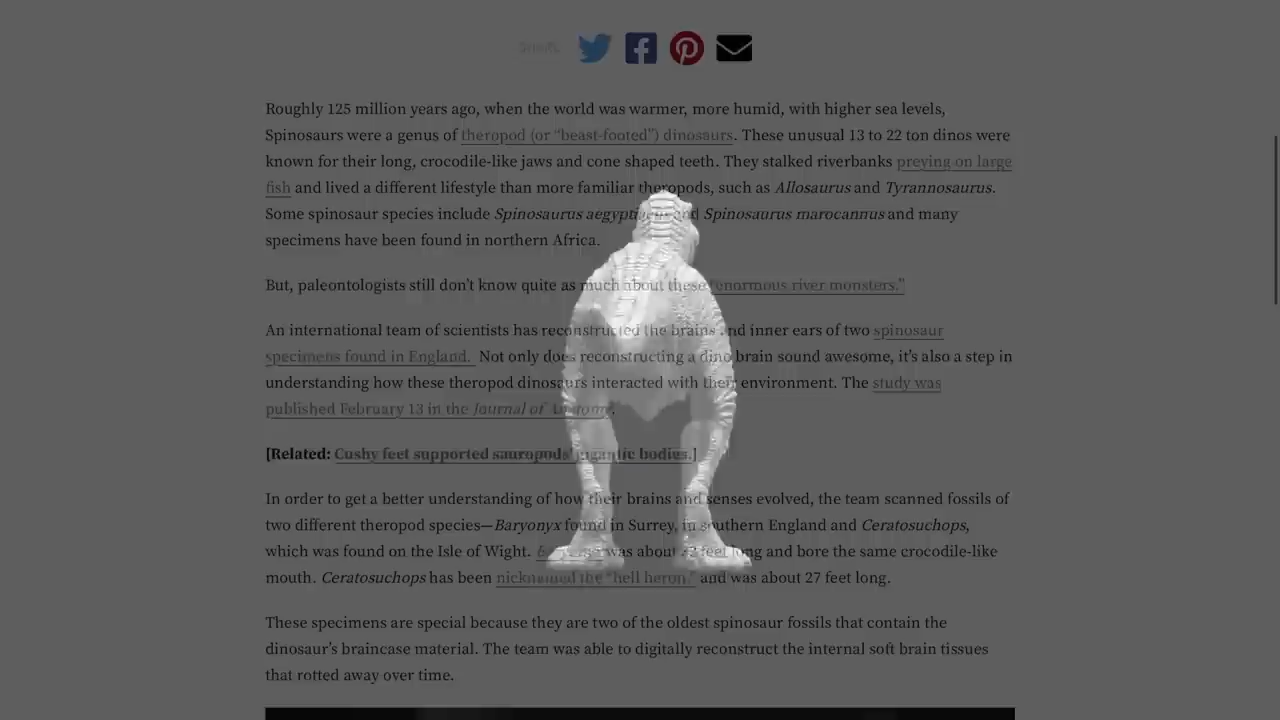 SHARE
Roughly 125 million years ago, when the world was warmer, more humid, with higher sea levels,
Spinosaurs were a genus of theropod (or “beast-footed”) dinosaurs. These unusual 13 to 22 ton dinos were
known for their long, crocodile-like jaws and cone shaped teeth. They stalked riverbanks preying on large
fish and lived a different lifestyle than more familiar theropods, such as Allosaurus and Tyrannosaurus.
Some spinosaur species include Spinosaurus aegyptiacus and Spinosaurus marocannus and many
specimens have been found in northern Africa.
But, paleontologists still don’t know quite as much about these “enormous river monsters.”
An international team of scientists has reconstructed the brains and inner ears of two spinosaur
specimens found in England. Not only does reconstructing a dino brain sound awesome, it’s also a step in
understanding how these theropod dinosaurs interacted with their environment. The study was
published February 13 in the Journal of Anatomy.
[Related: Cushy feet supported sauropods’ gigantic bodies.]
In order to get a better understanding of how their brains and senses evolved, the team scanned fossils of
two different theropod species—Baryonyx found in Surrey, in southern England and Ceratosuchops,
which was found on the Isle of Wight. was about feet long and bore the same crocodile-like
mouth. Ceratosuchops has been nicknamed the “hell heron,” and was about 27 feet long.
These specimens are special because they are two of the oldest spinosaur fossils that contain the
dinosaur’s braincase material. The team was able to digitally reconstruct the internal soft brain tissues
that rotted away over time.